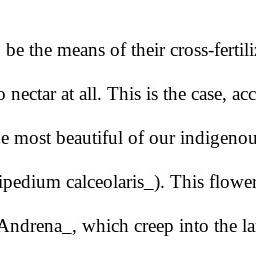 be the means of their cross-fertiliz
nectar at all. This is the case, acc
most beautiful of our indigenou
ipedium calceolaris_). This flower
Andrena_, which creep into the la